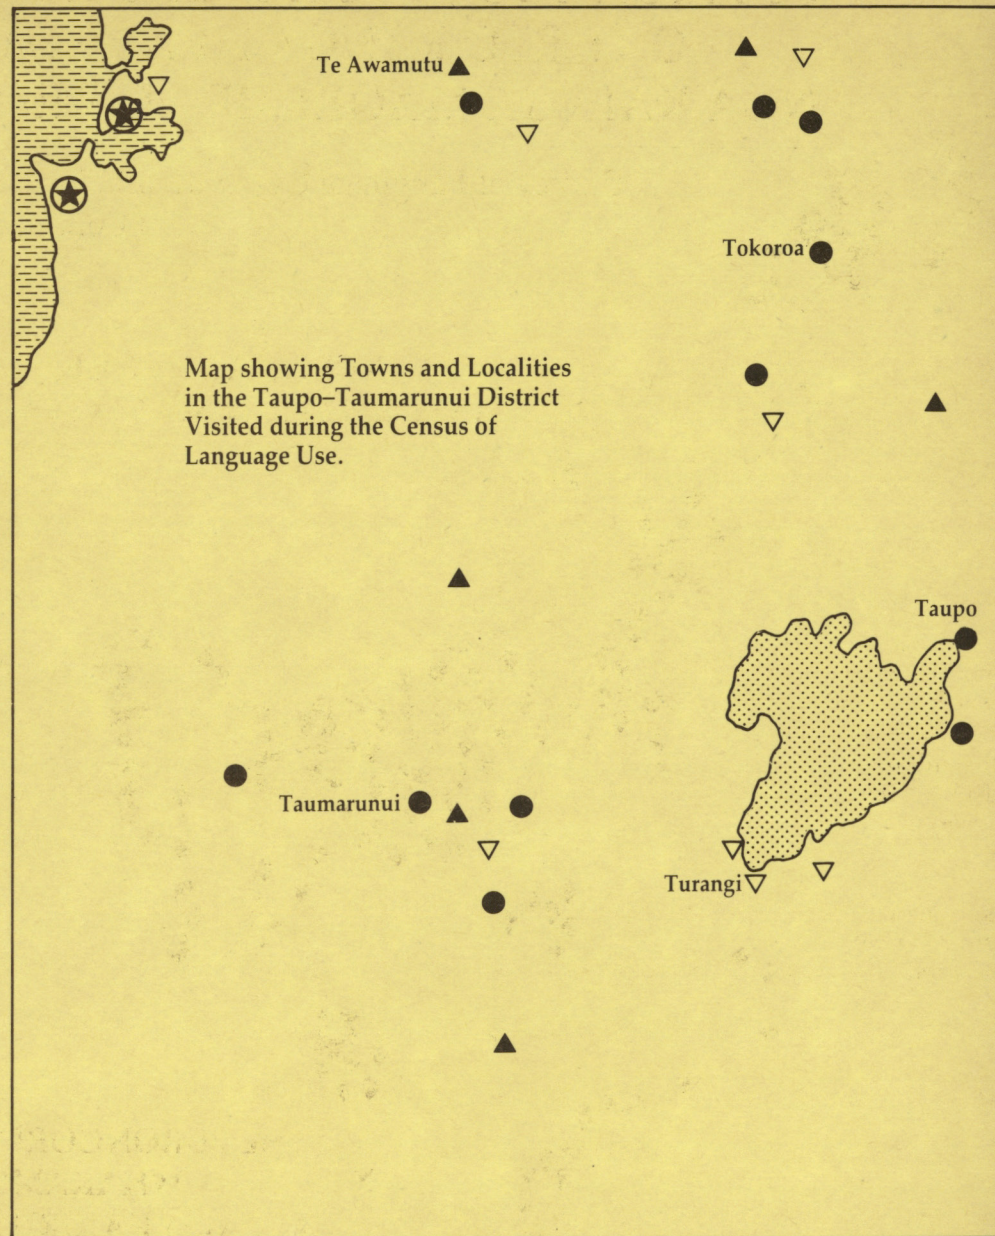 Te Awamutu
Tokoroa
Map showing Towns and Localities
in the Taupo–Taumarunui District
Visited during the Census of
Language Use.
Taupo
Taumarunui
Turangi